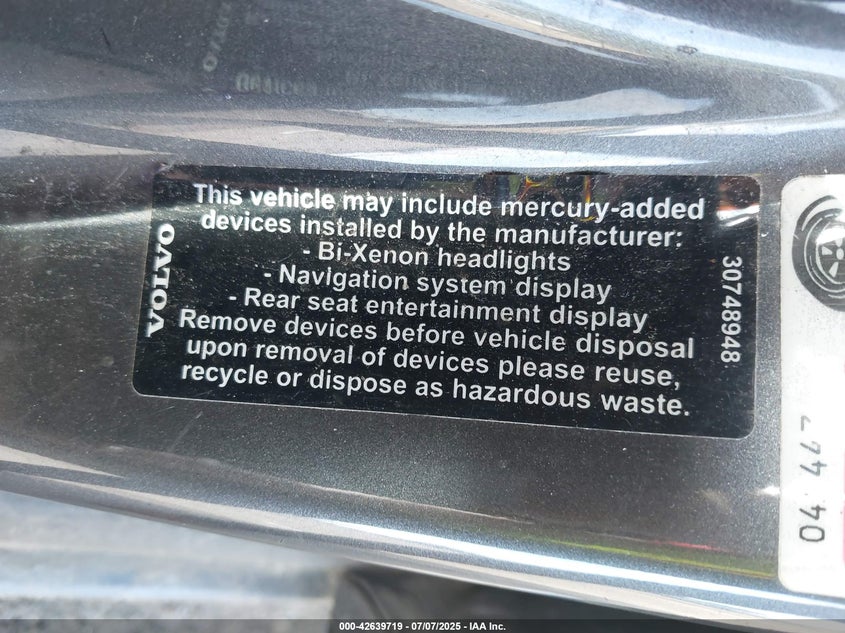 VOLVO
This vehicle may include mercury-added
devices installed by the manufacturer:
- Bi-Xenon headlights
- Navigation system display
- Rear seat entertainment display
Remove devices before vehicle disposal
upon removal of devices please reuse,
recycle or dispose as hazardous waste.
30748948
04
000-42639719 - 07/07/2025 - IAA Inc.